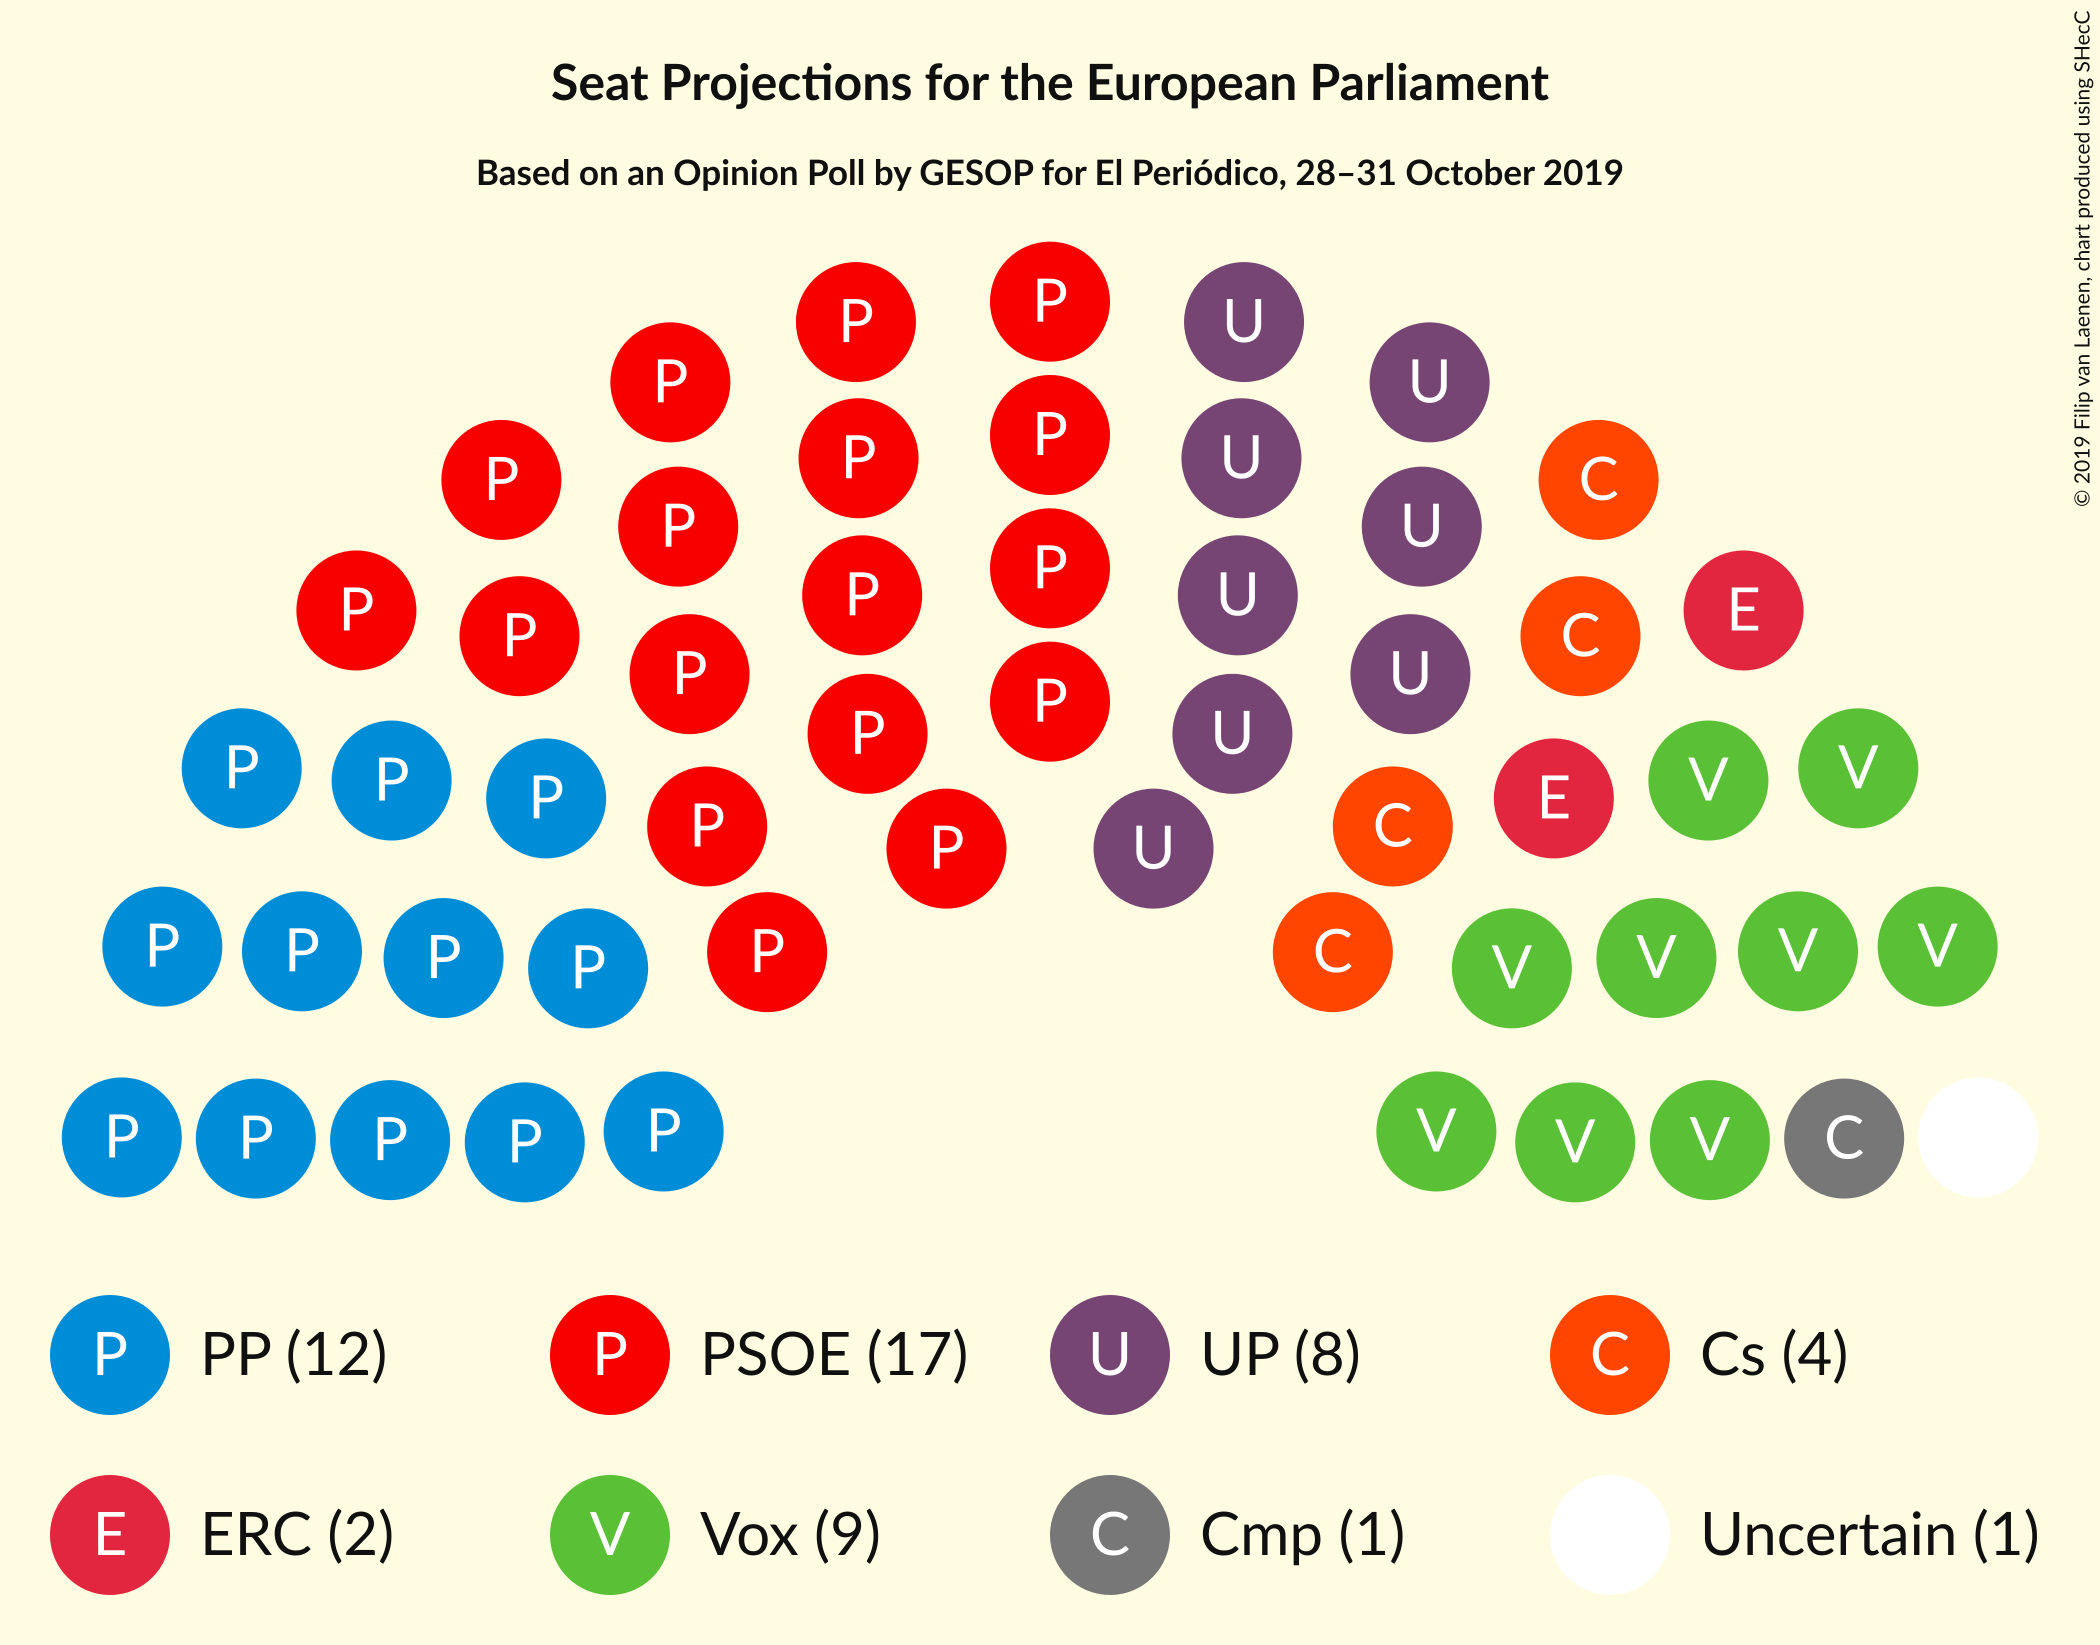 Seat Projections for the European Parliament
Based on an Opinion Poll by GESOP for El Periódico, 28–31 October 2019
© 2019 Filip van Laenen, chart produced using SHecC
P
P P U U
P P U
P P P U C
P P U U
P P P U E
P P P U C
P P U
P P P U C
P P P P U C E V V
P P P P P C V V V V
P P P P P V V V V C
P PP (12) P PSOE (17) U UP (8) C Cs (4)
E ERC (2) V Vox (9) C Cmp (1) Uncertain (1)